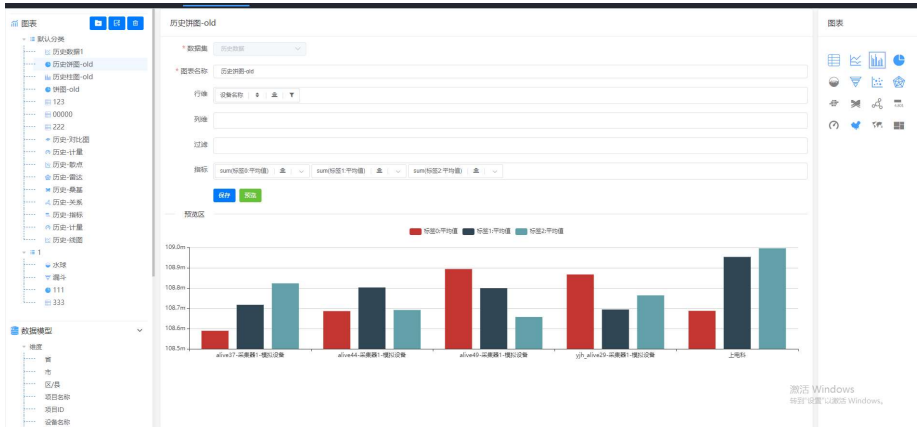 图表
默认分类
历史数据1
历史饼图-old
历史柱图-old
饼图-old
123
00000
222
历史-对比图
历史-计量
历史-散点
历史-雷达
历史-桑基
历史-关系
历史-指标
历史-计量
历史-线图
1
水球
漏斗
111
333
数据模型
维度
省
市
区/县
项目名称
项目ID
设备名称
历史饼图-old
* 数据集 历史数据
* 图表名称 历史饼图-old
行维 设备名称
列维
过滤
指标 sum(标签0:平均值) sum(标签1:平均值) sum(标签2:平均值)
保存 预览
预览区
标签0:平均值 标签1:平均值 标签2:平均值
109.0m
108.9m
108.8m
108.7m
108.6m
108.5m
alive37-采集器1-模拟设备 alive44-采集器1-模拟设备 alive49-采集器1-模拟设备 yjh_alive29-采集器1-模拟设备 上电科
图表
激活 Windows
转到"设置"以激活 Windows。